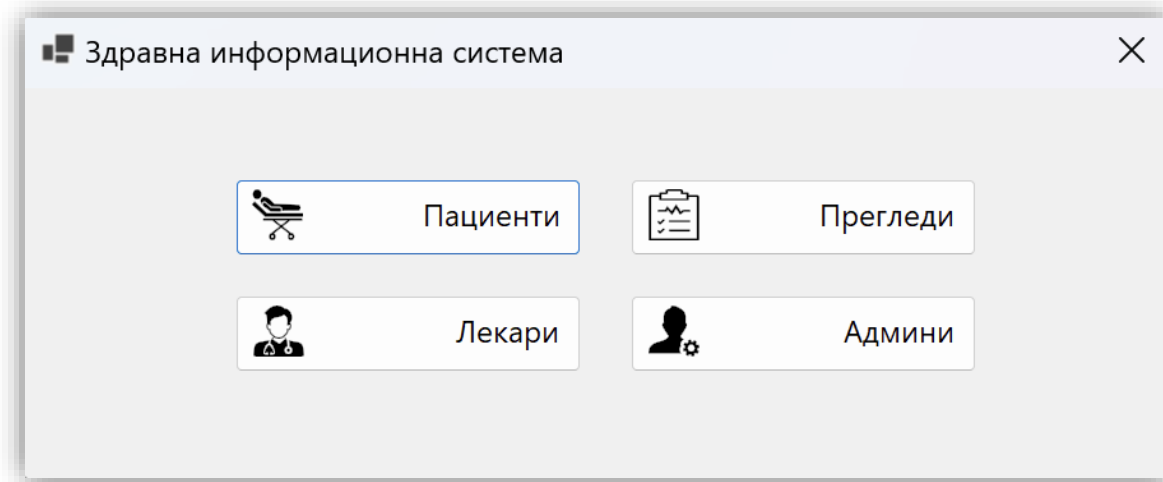 Здравна информационна система
Пациенти
Прегледи
Лекари
Админи